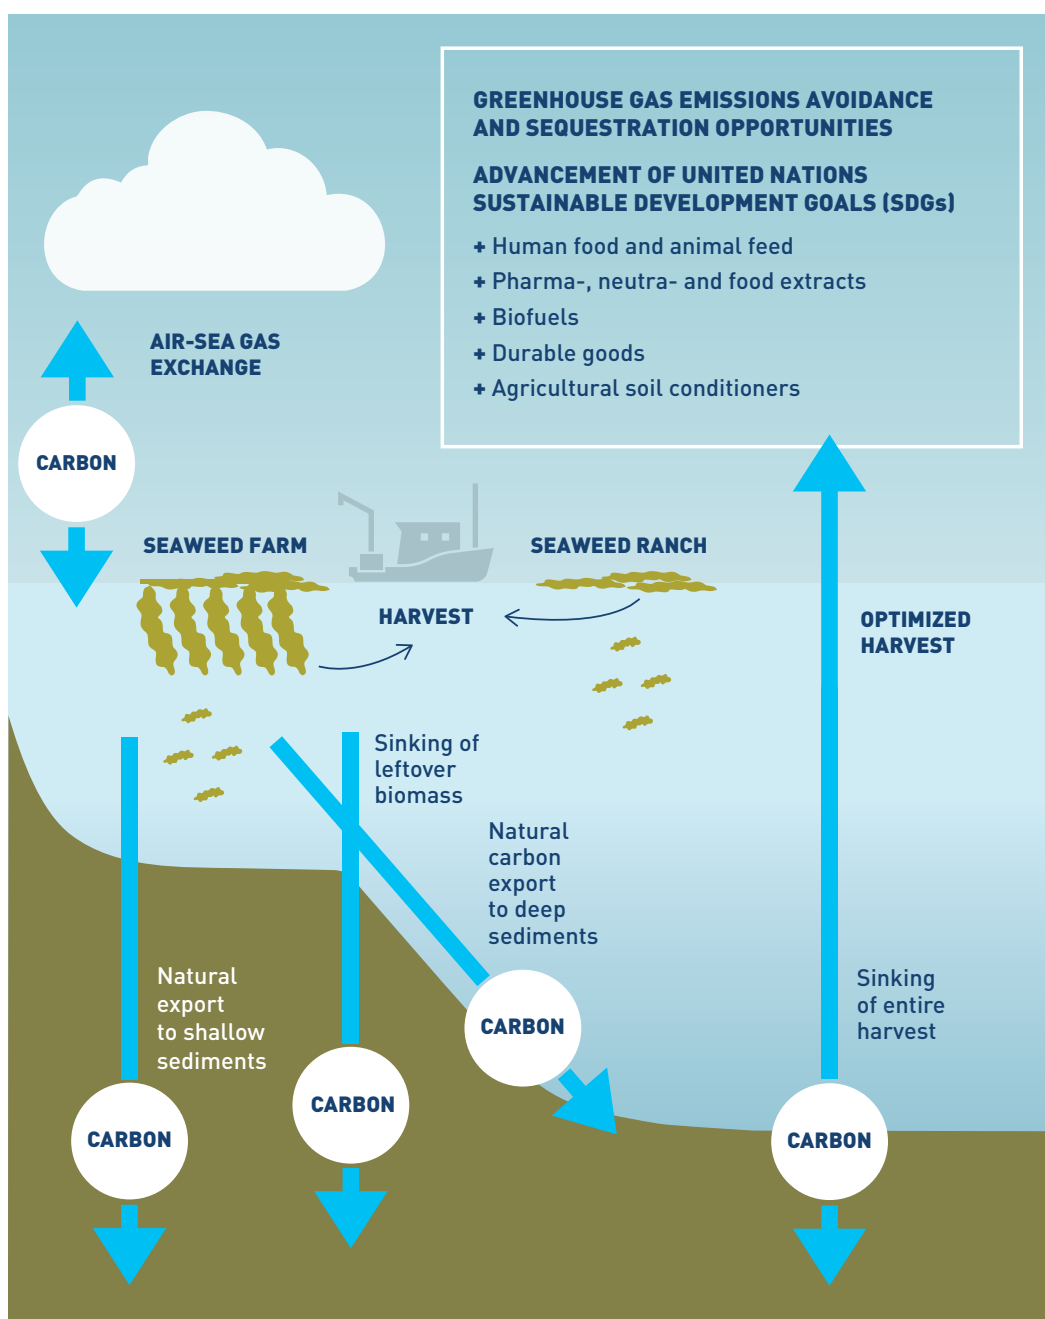 GREENHOUSE GAS EMISSIONS AVOIDANCE
AND SEQUESTRATION OPPORTUNITIES
ADVANCEMENT OF UNITED NATIONS
SUSTAINABLE DEVELOPMENT GOALS (SDGs)
+ Human food and animal feed
+ Pharma-, neutra- and food extracts
+ Biofuels
+ Durable goods
+ Agricultural soil conditioners
AIR-SEA GAS
EXCHANGE
CARBON
SEAWEED FARM
SEAWEED RANCH
HARVEST
OPTIMIZED
HARVEST
Sinking of
leftover
biomass
Natural
carbon
export
to deep
sediments
Natural
export
to shallow
sediments
Sinking
of entire
harvest
CARBON
CARBON
CARBON
CARBON